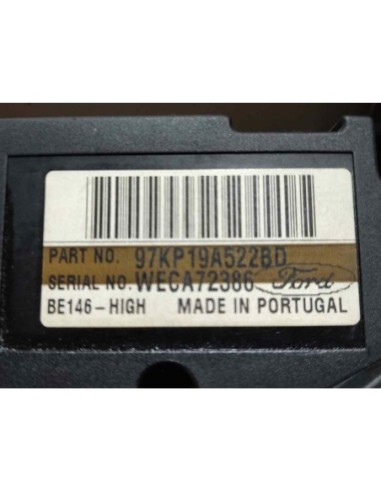 PART NO. 97KP19A522BD
SERIAL NO. WECA72386 Ford
BE146-HIGH MADE IN PORTUGAL